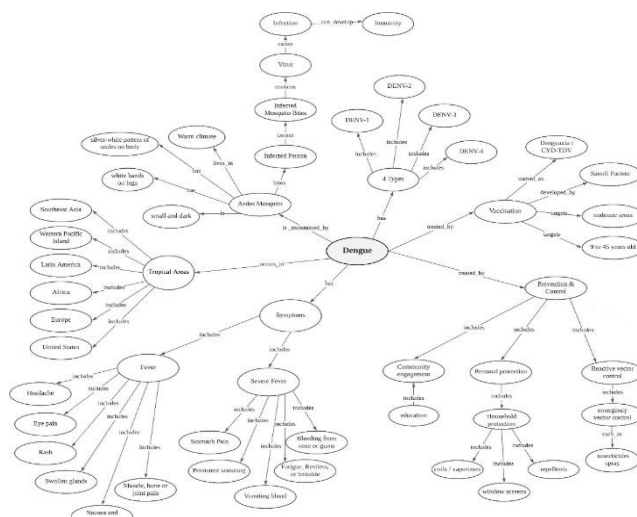 Infection
can_develop
Immunity
causes
Virus
contains
Infected
Mosquito Bites
causes
Infected Person
bites
silver-white pattern of
scales on body
Warm climate
lives_in
has
white bands
on legs
has
small and dark
is
Aedes Mosquito
is_transmitted_by
DENV-1
DENV-2
DENV-3
DENV-4
includes
includes
includes
includes
4 Types
has
Dengvaxia /
CYD-TDV
named_as
Sanofi Pasteur
developed_by
Vaccination
targets
endemic areas
targets
9 to 45 years old
treated_by
Dengue
Southeast Asia
Western Pacific
Island
Latin America
Africa
Europe
United States
includes
includes
includes
includes
includes
includes
Tropical Areas
occurs_in
has
Symptoms
includes
includes
Fever
Headache
Eye pain
Rash
Swollen glands
Nausea and
Muscle, bone or
joint pain
includes
includes
includes
includes
includes
includes
Severe Fever
Stomach Pain
Persistent vomiting
Vomiting blood
Fatigue, Restless,
or irritable
Bleeding from
nose or gums
includes
includes
includes
includes
includes
Prevention &
Control
includes
includes
includes
Community
engagement
includes
education
Personal protection
includes
Household
protection
includes
includes
includes
coils / vaporizers
window screens
repellents
Reactive vector
control
includes
emergency
vector control
such_as
insecticides
spray